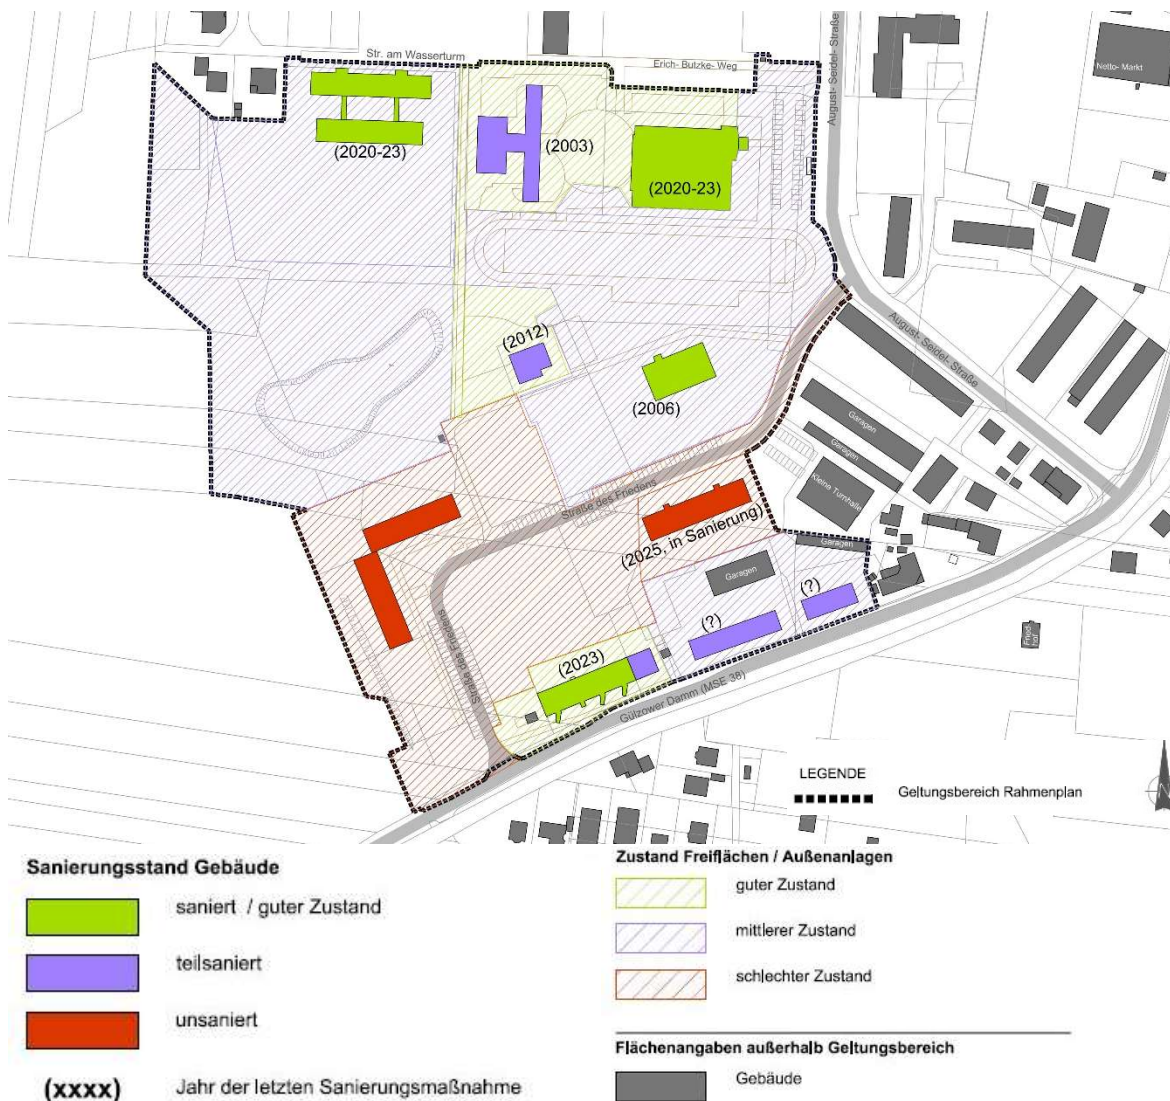 Str. am Wasserturm
Erich- Butzke- Weg
August- Seidel- Straße
Netto- Markt
(2020-23)
(2003)
(2020-23)
(2012)
(2006)
August- Seidel- Straße
Garagen
Garagen
Kleine Turnhalle
Straße des Friedens
(2025, in Sanierung)
Garagen
Garagen
(?)
(?)
Straße des Friedens
(2023)
Gülzower Damm (MSE 38)
Fried-
hof
LEGENDE
Geltungsbereich Rahmenplan
N
Sanierungsstand Gebäude
saniert / guter Zustand
teilsaniert
unsaniert
(xxxx) Jahr der letzten Sanierungsmaßnahme
Zustand Freiflächen / Außenanlagen
guter Zustand
mittlerer Zustand
schlechter Zustand
Flächenangaben außerhalb Geltungsbereich
Gebäude